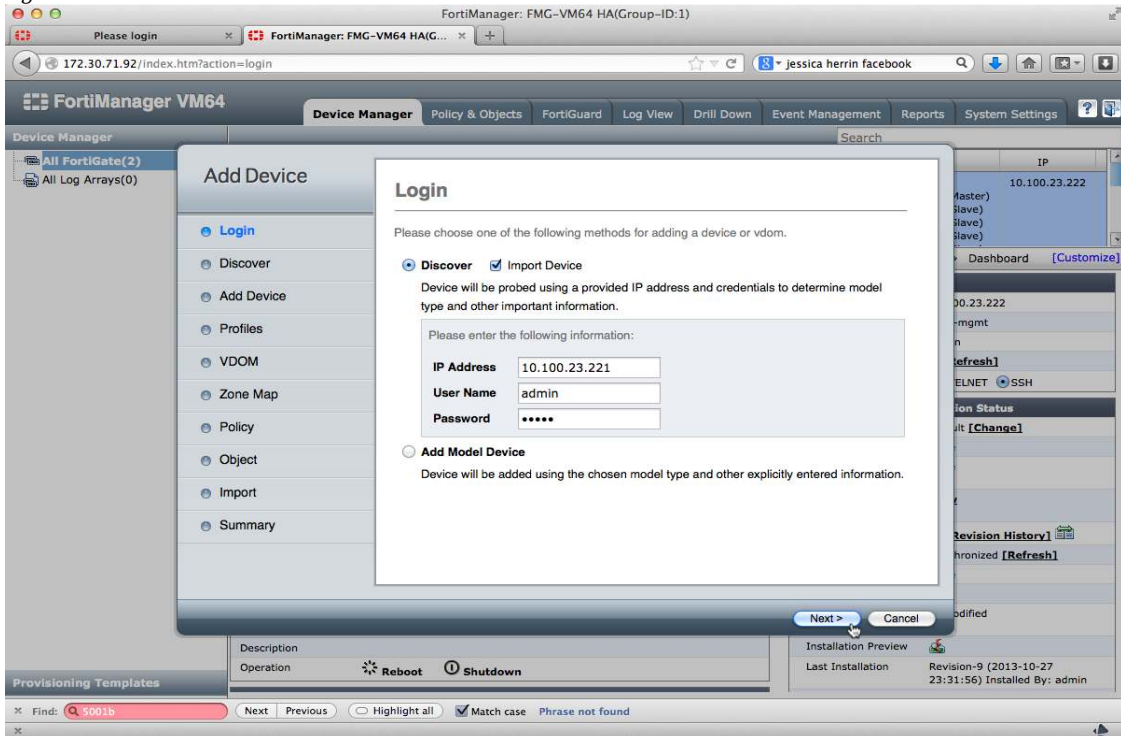 FortiManager: FMG-VM64 HA(Group-ID:1)
Please login
FortiManager: FMG-VM64 HA(G...
172.30.71.92/index.htm?action=login
jessica herrin facebook
FortiManager VM64
Device Manager
Policy & Objects
FortiGuard
Log View
Drill Down
Event Management
Reports
System Settings
Device Manager
Search
All FortiGate(2)
All Log Arrays(0)
IP
10.100.23.222
Master)
Slave)
Slave)
Slave)
Dashboard [Customize]
Add Device
Login
Discover
Add Device
Profiles
VDOM
Zone Map
Policy
Object
Import
Summary
Login
Please choose one of the following methods for adding a device or vdom.
Discover Import Device
Device will be probed using a provided IP address and credentials to determine model
type and other important information.
Please enter the following information:
IP Address 10.100.23.221
User Name admin
Password •••••
Add Model Device
Device will be added using the chosen model type and other explicitly entered information.
Next > Cancel
00.23.222
-mgmt
n
Refresh]
ELNET SSH
ion Status
ult [Change]
Revision History]
hronized [Refresh]
odified
Description
Operation Reboot Shutdown
Installation Preview
Last Installation Revision-9 (2013-10-27
23:31:56) Installed By: admin
Provisioning Templates
Find: 5001b Next Previous Highlight all Match case Phrase not found